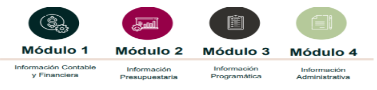 Módulo 1 Módulo 2 Módulo 3 Módulo 4
Información Contable
y Financiera
Información
Presupuestaria
Información
Programática
Información
Administrativa